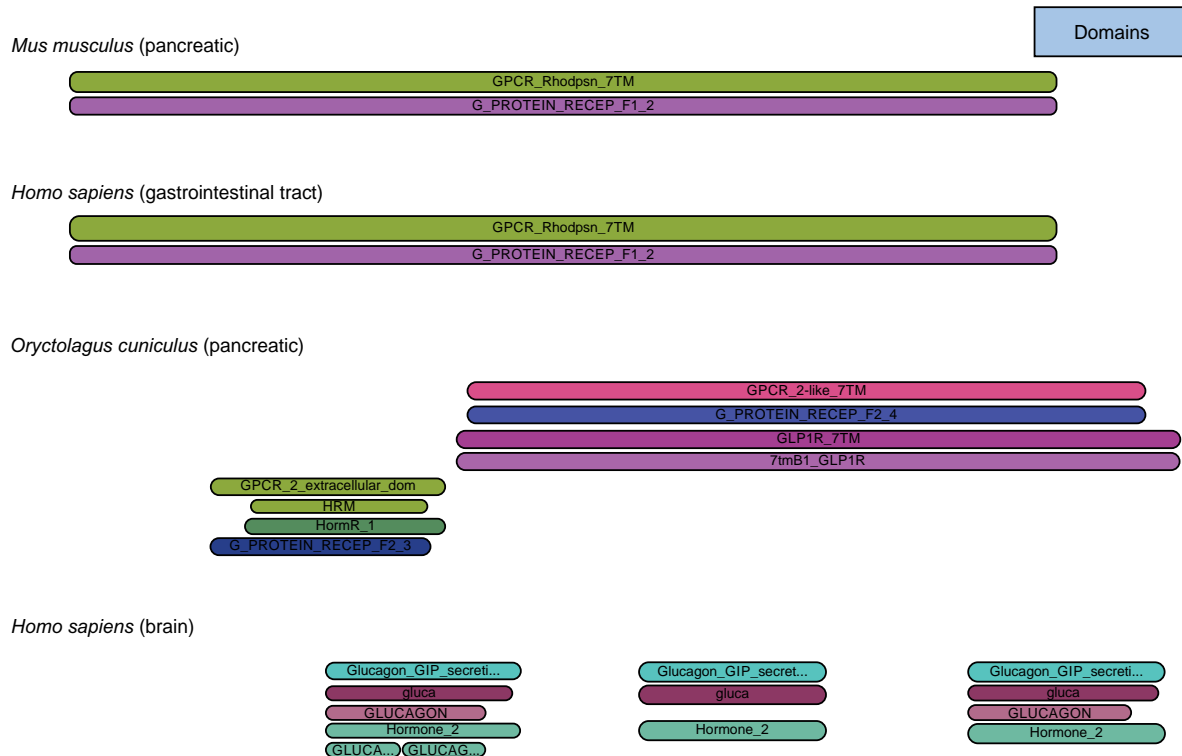 Domains
Mus musculus (pancreatic)
GPCR_Rhodpsn_7TM
G_PROTEIN_RECEP_F1_2
Homo sapiens (gastrointestinal tract)
GPCR_Rhodpsn_7TM
G_PROTEIN_RECEP_F1_2
Oryctolagus cuniculus (pancreatic)
GPCR_2-like_7TM
G_PROTEIN_RECEP_F2_4
GLP1R_7TM
7tmB1_GLP1R
GPCR_2_extracellular_dom
HRM
HormR_1
G_PROTEIN_RECEP_F2_3
Homo sapiens (brain)
Glucagon_GIP_secreti... Glucagon_GIP_secret... Glucagon_GIP_secreti...
gluca gluca gluca
GLUCAGON GLUCAGON
Hormone_2 Hormone_2 Hormone_2
GLUCA... GLUCAG...